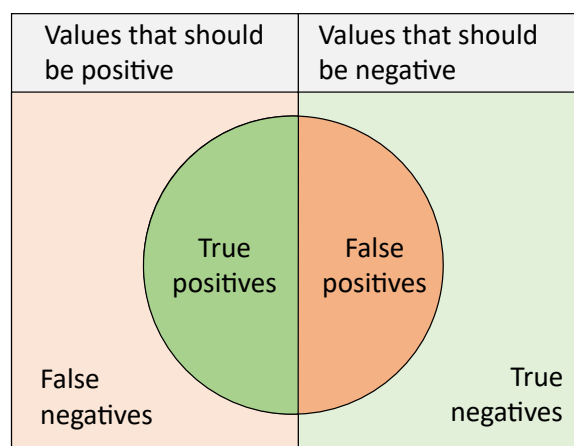 Values that should
be positive
Values that should
be negative
True
positives
False
positives
False
negatives
True
negatives